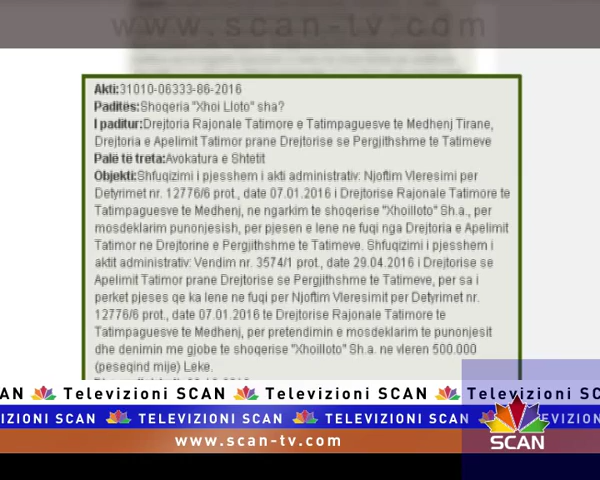 www.scan-tv.com
Akti:31010-06333-86-2016
Paditës:Shoqeria "Xhoi Lloto" sha?
I paditur:Drejtoria Rajonale Tatimore e Tatimpaguesve te Medhenj Tirane,
Drejtoria e Apelimit Tatimor prane Drejtorise se Pergjithshme te Tatimeve
Palë të treta:Avokatura e Shtetit
Objekti:Shfuqizimi i pjesshem i akti administrativ: Njoftim Vleresimi per
Detyrimet nr. 12776/6 prot., date 07.01.2016 i Drejtorise Rajonale Tatimore te
Tatimpaguesve te Medhenj, ne ngarkim te shoqerise "Xhoilloto" Sh.a., per
mosdeklarim punonjesish, per pjesen e lene ne fuqi nga Drejtoria e Apelimit
Tatimor ne Drejtorine e Pergjithshme te Tatimeve. Shfuqizimi i pjesshem i
aktit administrativ: Vendim nr. 3574/1 prot., date 29.04.2016 i Drejtorise se
Apelimit Tatimor prane Drejtorise se Pergjithshme te Tatimeve, per sa i
perket pjeses qe ka lene ne fuqi per Njoftim Vleresimit per Detyrimet nr.
12776/6 prot., date 07.01.2016 te Drejtorise Rajonale Tatimore te
Tatimpaguesve te Medhenj, per pretendimin e mosdeklarim te punonjesit
dhe denimin me gjobe te shoqerise "Xhoilloto" Sh.a. ne vleren 500.000
(peseqind mije) Leke.
AN Televizioni SCAN Televizioni SCAN Televizioni SCAN
IZIONI SCAN TELEVIZIONI SCAN TELEVIZIONI SCAN EVIZIONI
www.scan-tv.com
SCAN